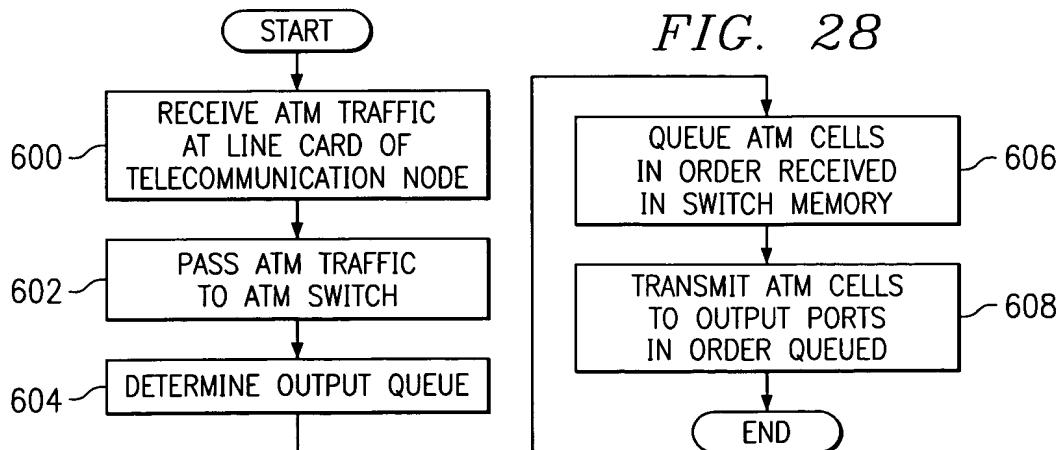 FIG. 28
START
600
RECEIVE ATM TRAFFIC
AT LINE CARD OF
TELECOMMUNICATION NODE
602
PASS ATM TRAFFIC
TO ATM SWITCH
604
DETERMINE OUTPUT QUEUE
QUEUE ATM CELLS
IN ORDER RECEIVED
IN SWITCH MEMORY
606
TRANSMIT ATM CELLS
TO OUTPUT PORTS
IN ORDER QUEUED
608
END